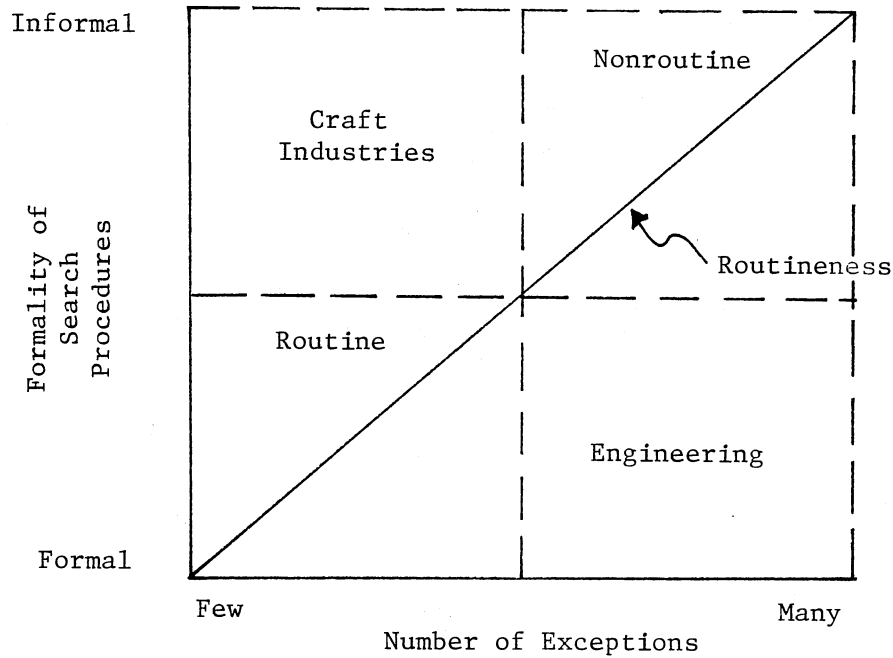 Informal
Nonroutine
Craft
Industries
Formality of
Search
Procedures
Routineness
Routine
Engineering
Formal
Few
Many
Number of Exceptions